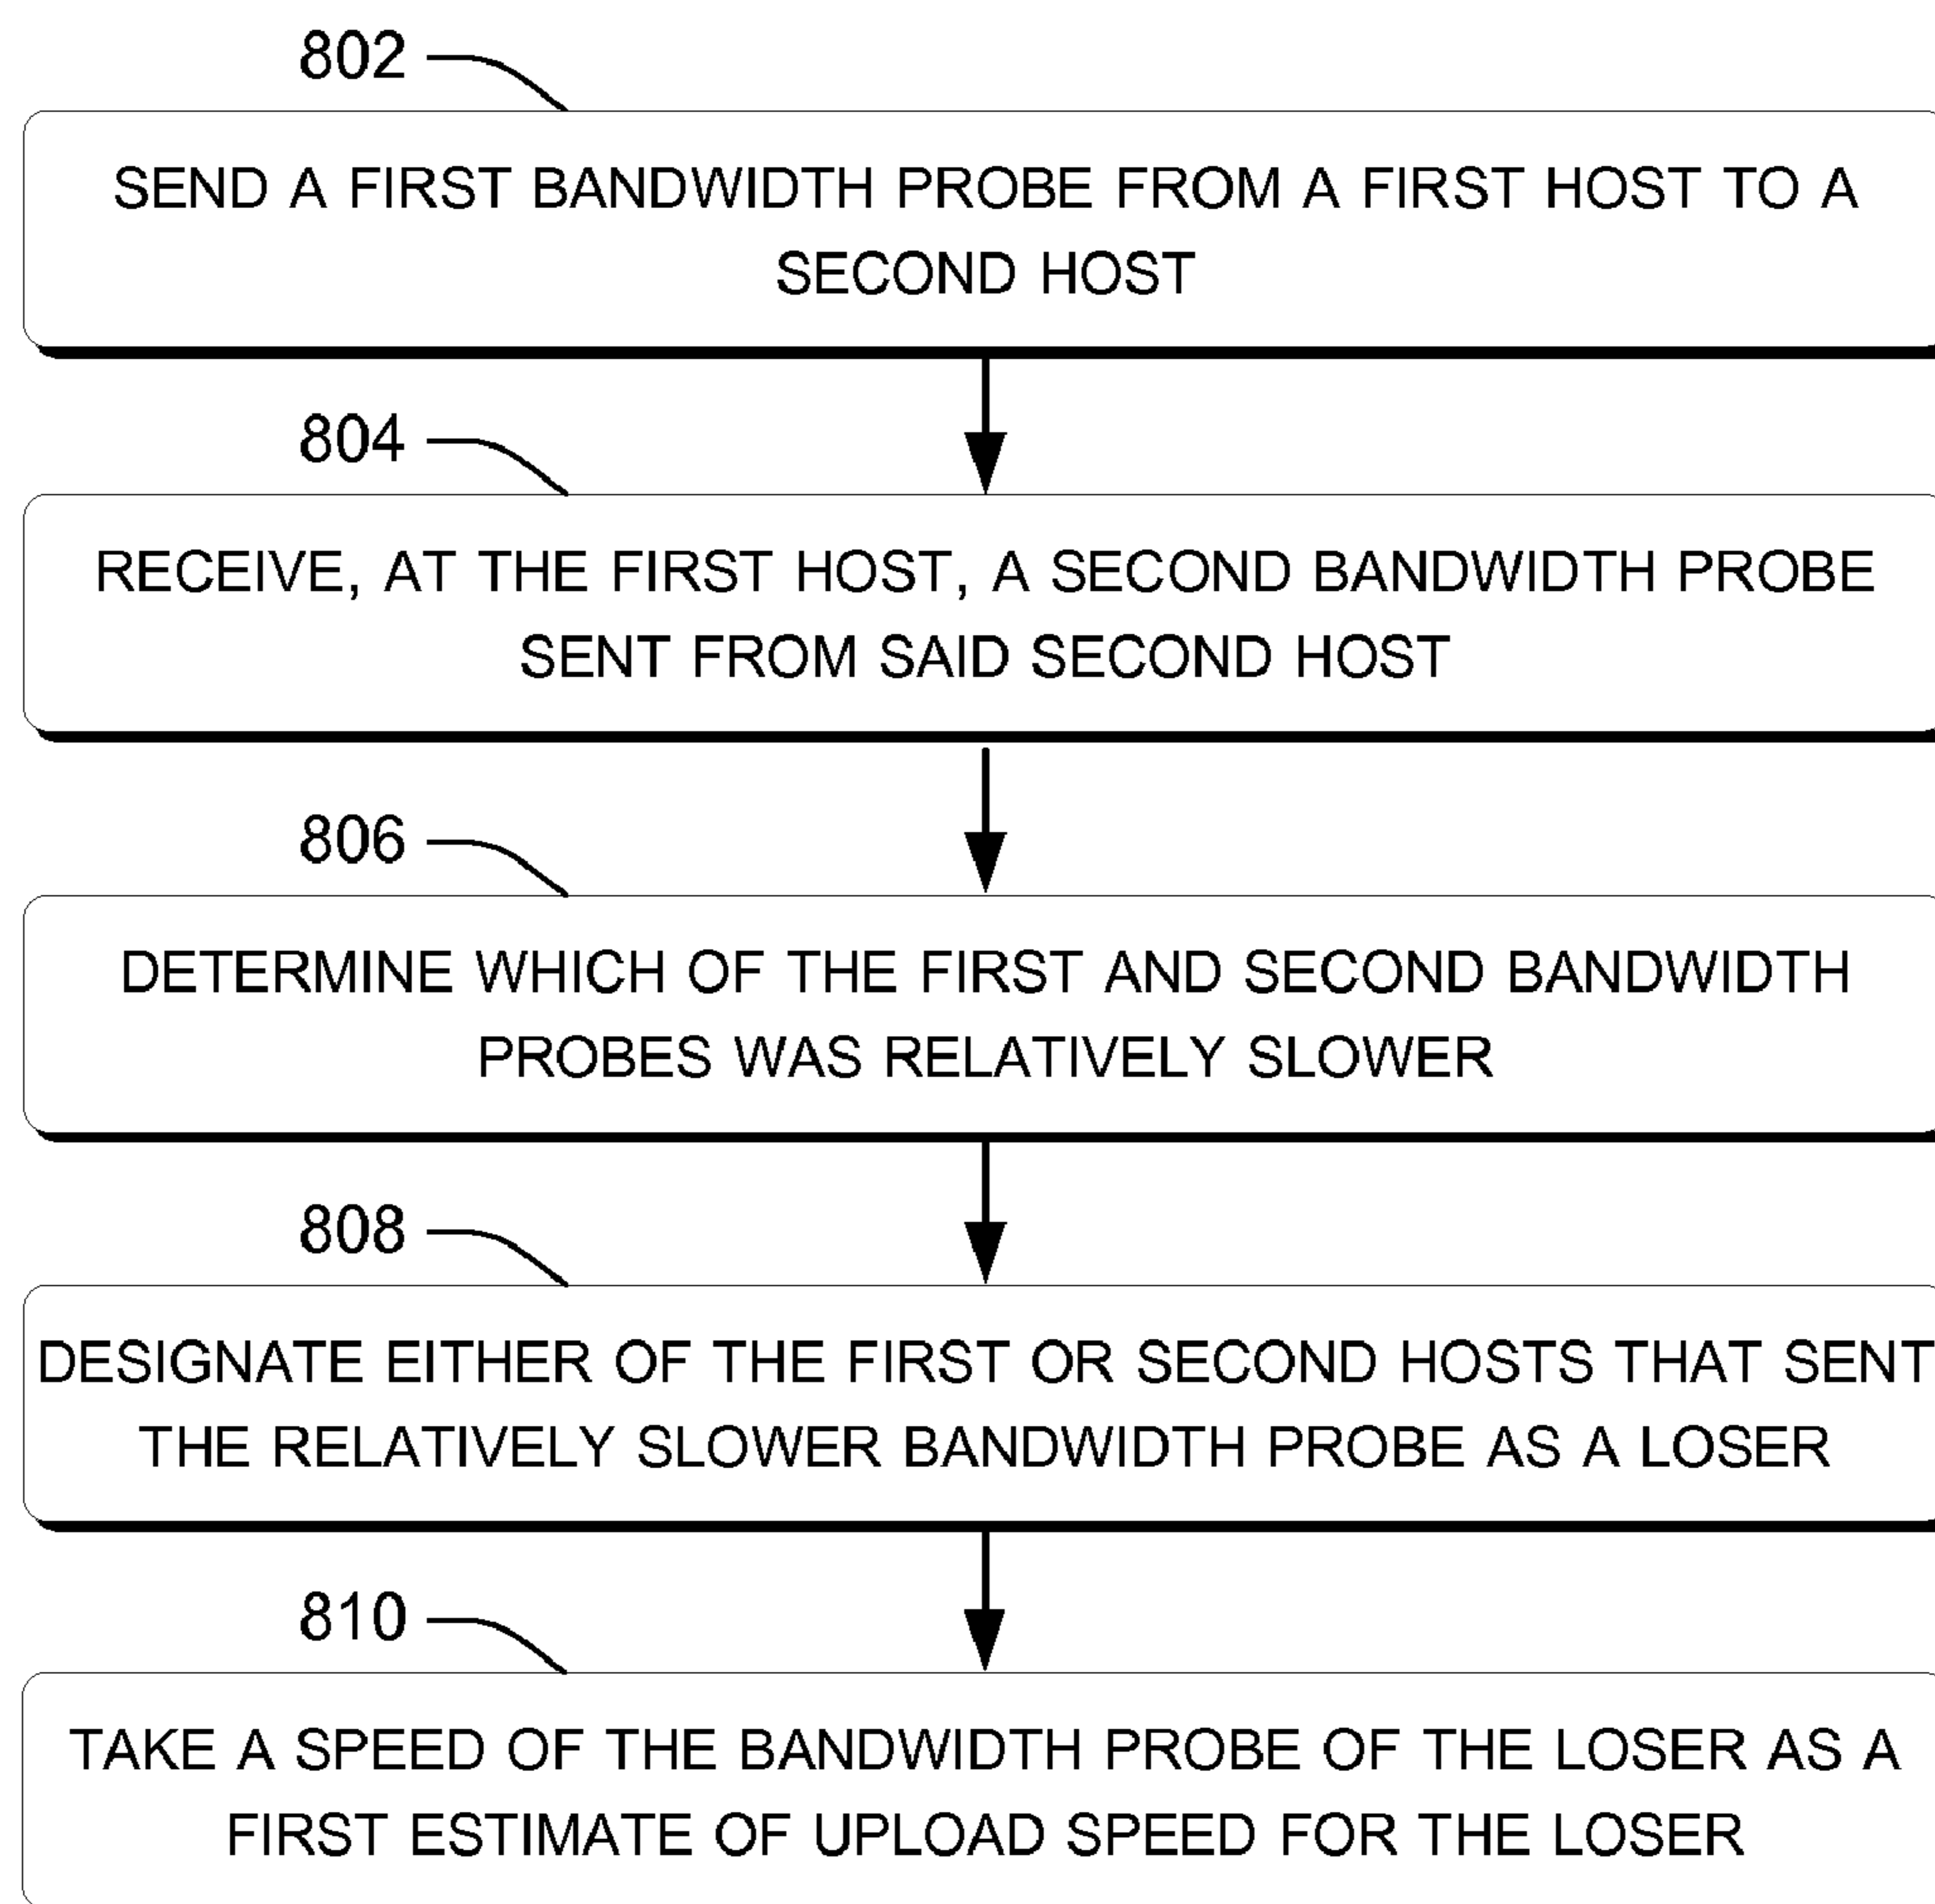 802
SEND A FIRST BANDWIDTH PROBE FROM A FIRST HOST TO A
SECOND HOST
804
RECEIVE, AT THE FIRST HOST, A SECOND BANDWIDTH PROBE
SENT FROM SAID SECOND HOST
806
DETERMINE WHICH OF THE FIRST AND SECOND BANDWIDTH
PROBES WAS RELATIVELY SLOWER
808
DESIGNATE EITHER OF THE FIRST OR SECOND HOSTS THAT SENT
THE RELATIVELY SLOWER BANDWIDTH PROBE AS A LOSER
810
TAKE A SPEED OF THE BANDWIDTH PROBE OF THE LOSER AS A
FIRST ESTIMATE OF UPLOAD SPEED FOR THE LOSER